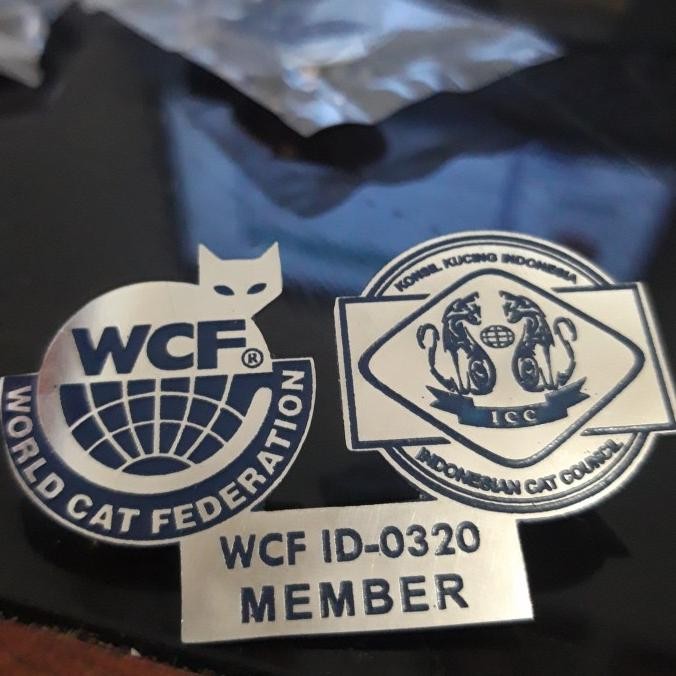 WCF®
WORLD CAT FEDERATION
KONSIL KUCING INDONESIA
ICC
INDONESIAN CAT COUNCIL
WCF ID-0320
MEMBER